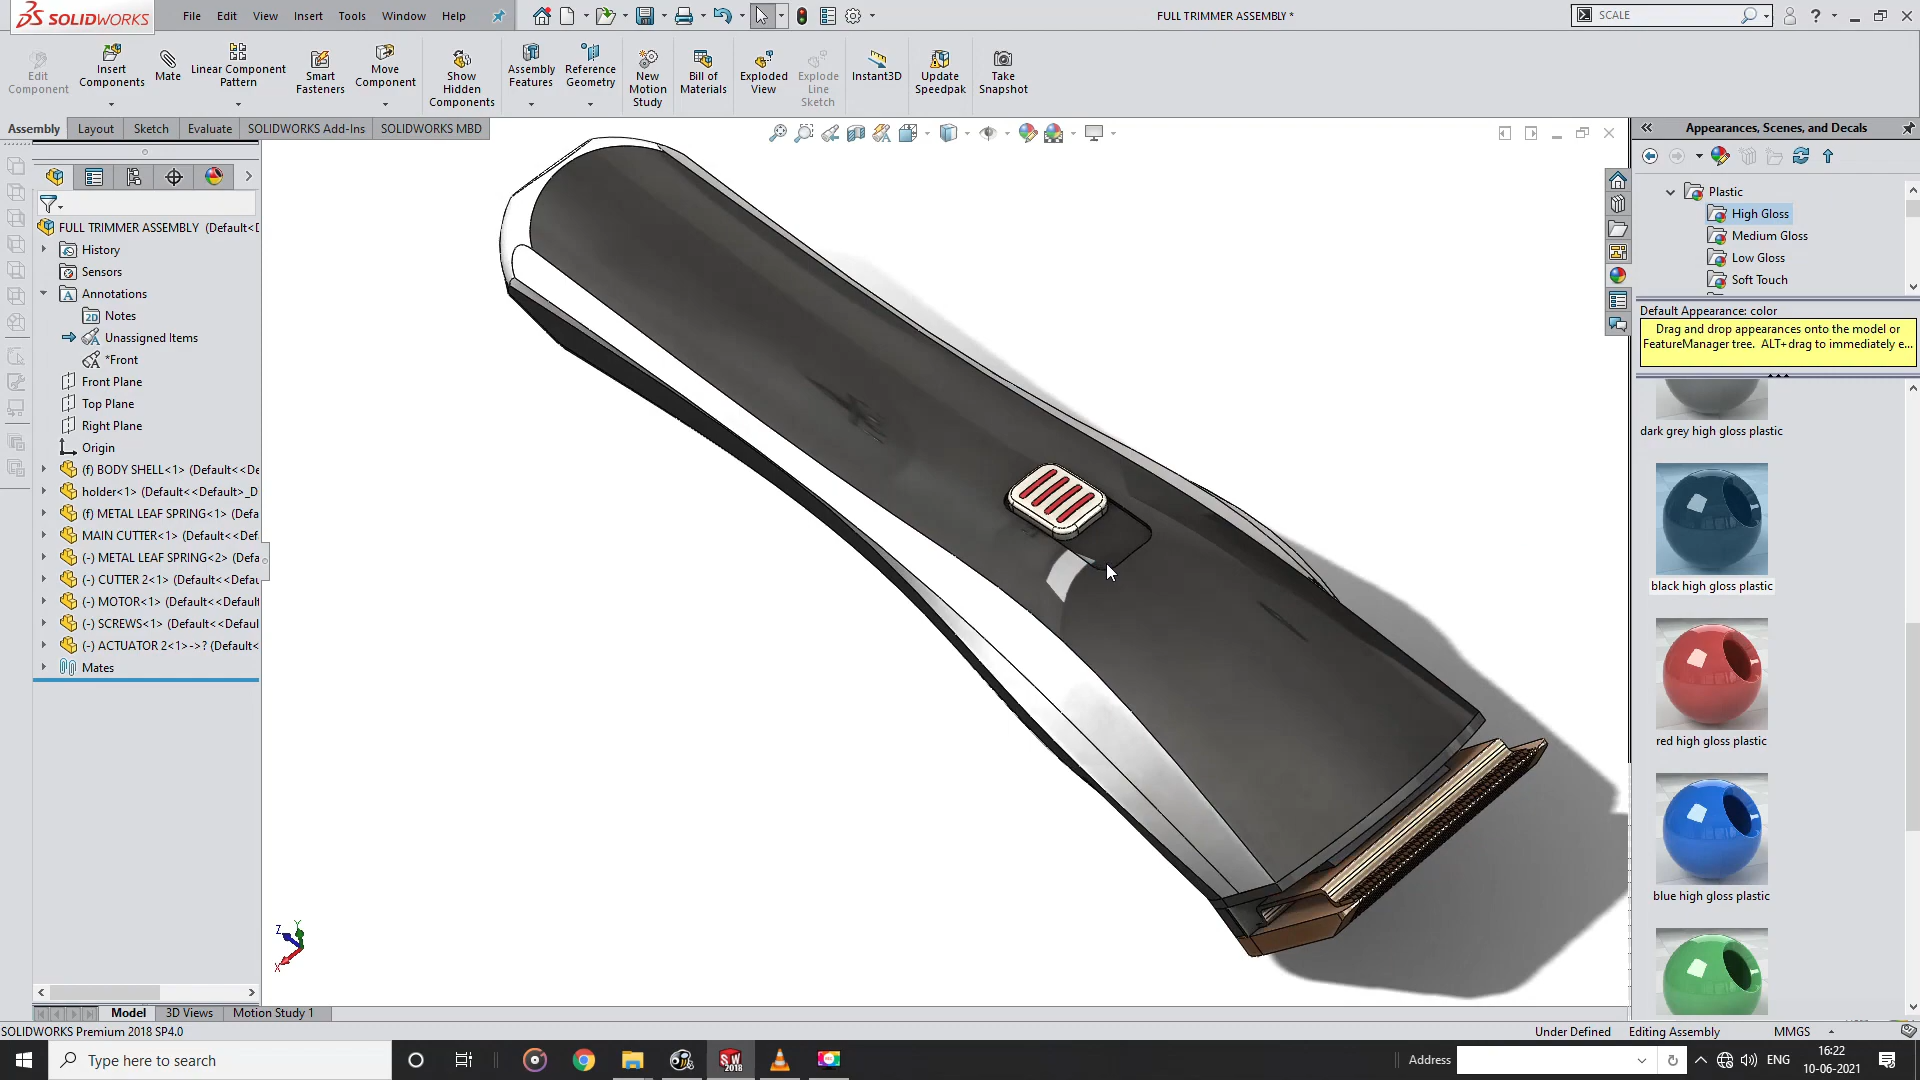 SOLIDWORKS
File Edit View Insert Tools Window Help
FULL TRIMMER ASSEMBLY *
SCALE
Edit Component
Insert Components
Mate
Linear Component Pattern
Smart Fasteners
Move Component
Show Hidden Components
Assembly Features
Reference Geometry
New Motion Study
Bill of Materials
Exploded View
Explode Line Sketch
Instant3D
Update Speedpak
Take Snapshot
Assembly Layout Sketch Evaluate SOLIDWORKS Add-Ins SOLIDWORKS MBD
FULL TRIMMER ASSEMBLY (Default<D
History
Sensors
Annotations
Notes
Unassigned Items
*Front
Front Plane
Top Plane
Right Plane
Origin
(f) BODY SHELL<1> (Default<<De
holder<1> (Default<<Default>_D
(f) METAL LEAF SPRING<1> (Defa
MAIN CUTTER<1> (Default<<Def
(-) METAL LEAF SPRING<2> (Defa
(-) CUTTER 2<1> (Default<<Defau
(-) MOTOR<1> (Default<<Default
(-) SCREWS<1> (Default<<Defaul
(-) ACTUATOR 2<1>->? (Default<
Mates
Z Y X
Appearances, Scenes, and Decals
Plastic
High Gloss
Medium Gloss
Low Gloss
Soft Touch
Default Appearance: color
Drag and drop appearances onto the model or
FeatureManager tree. ALT+drag to immediately e...
dark grey high gloss plastic
black high gloss plastic
red high gloss plastic
blue high gloss plastic
Model 3D Views Motion Study 1
SOLIDWORKS Premium 2018 SP4.0
Under Defined Editing Assembly MMGS
Type here to search
SW 2018
Address
ENG
16:22
10-06-2021